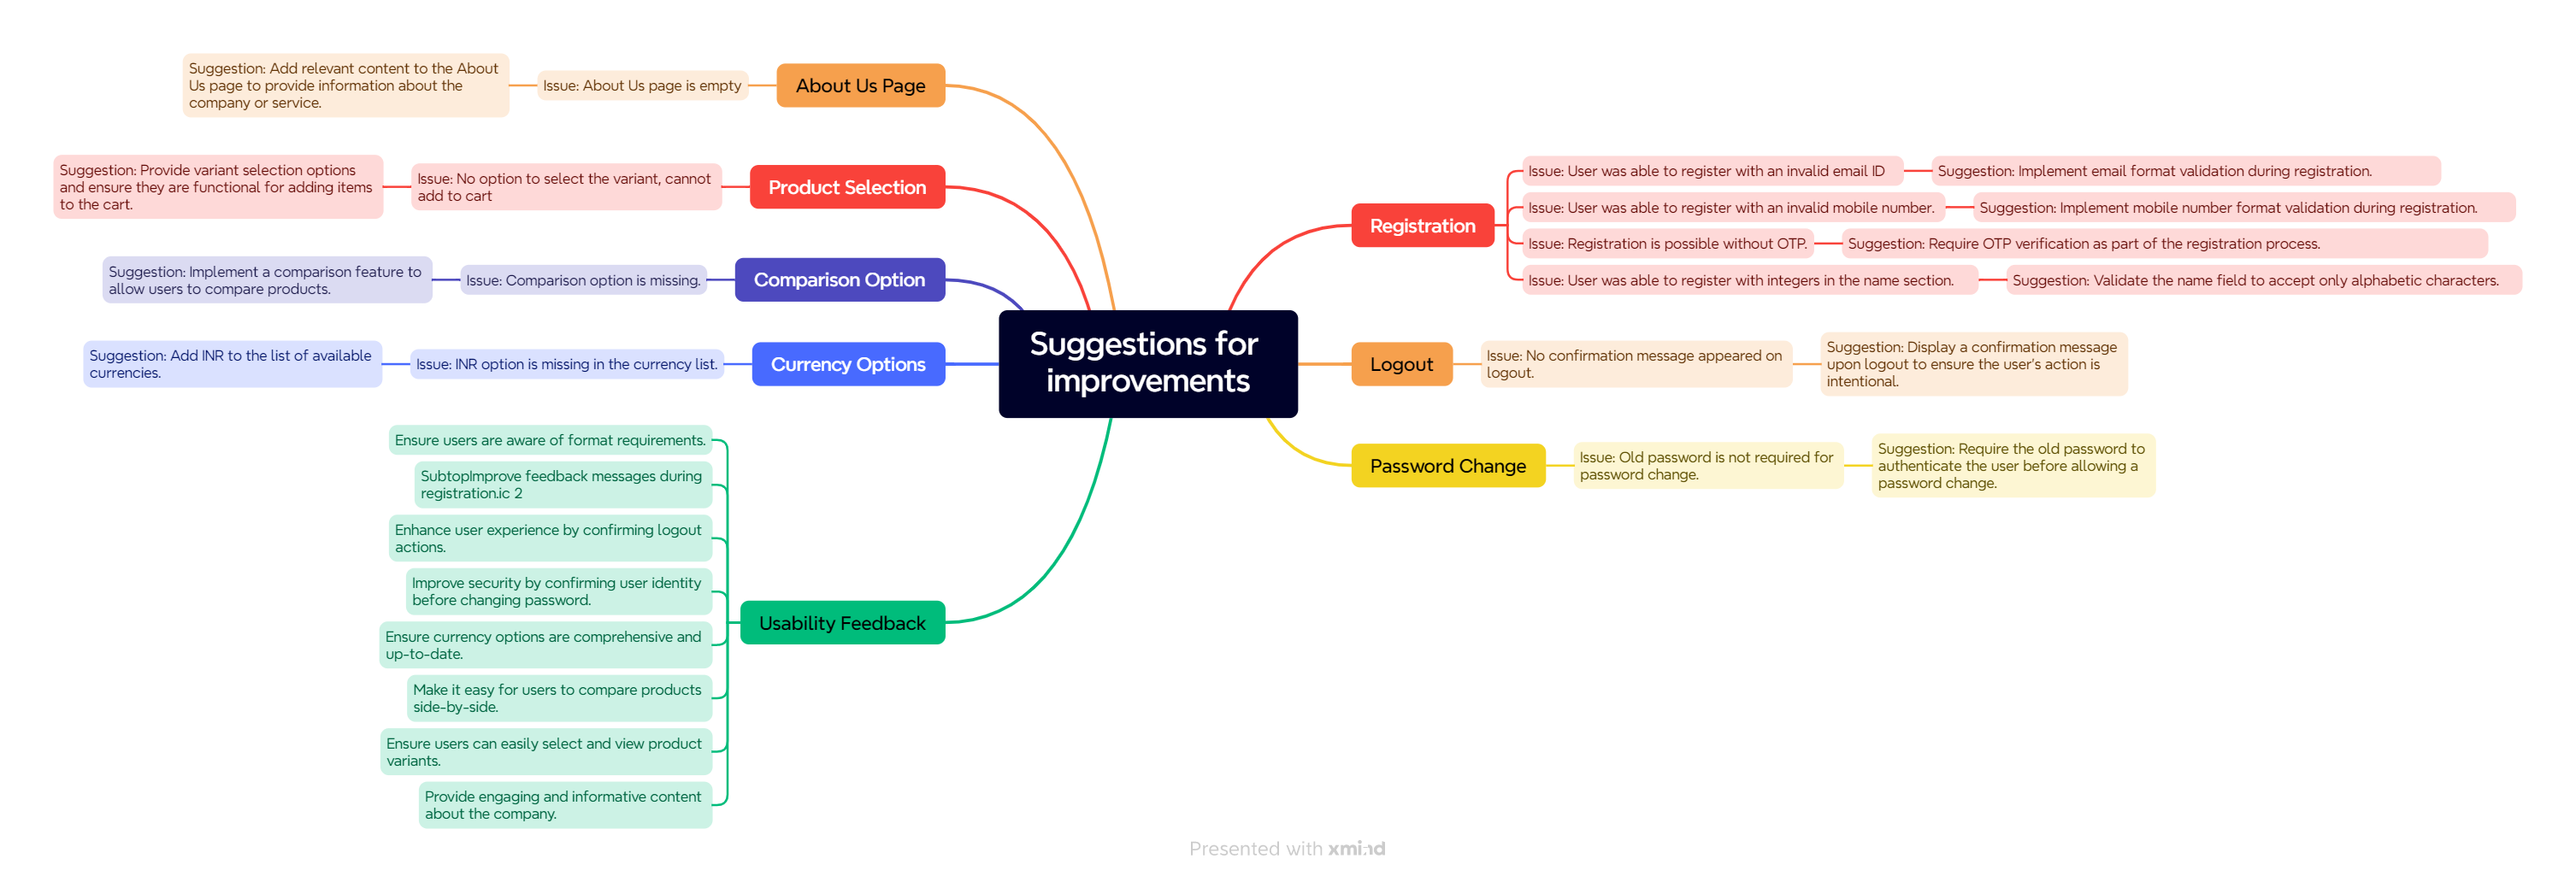 Suggestions for
improvements
Registration
Issue: User was able to register with an invalid email ID
Suggestion: Implement email format validation during registration.
Issue: User was able to register with an invalid mobile number.
Suggestion: Implement mobile number format validation during registration.
Issue: Registration is possible without OTP.
Suggestion: Require OTP verification as part of the registration process.
Issue: User was able to register with integers in the name section.
Suggestion: Validate the name field to accept only alphabetic characters.
Logout
Issue: No confirmation message appeared on
logout.
Suggestion: Display a confirmation message
upon logout to ensure the user's action is
intentional.
Password Change
Issue: Old password is not required for
password change.
Suggestion: Require the old password to
authenticate the user before allowing a
password change.
About Us Page
Issue: About Us page is empty
Suggestion: Add relevant content to the About
Us page to provide information about the
company or service.
Product Selection
Issue: No option to select the variant, cannot
add to cart
Suggestion: Provide variant selection options
and ensure they are functional for adding items
to the cart.
Comparison Option
Issue: Comparison option is missing.
Suggestion: Implement a comparison feature to
allow users to compare products.
Currency Options
Issue: INR option is missing in the currency list.
Suggestion: Add INR to the list of available
currencies.
Usability Feedback
Ensure users are aware of format requirements.
SubtopImprove feedback messages during
registration.ic 2
Enhance user experience by confirming logout
actions.
Improve security by confirming user identity
before changing password.
Ensure currency options are comprehensive and
up-to-date.
Make it easy for users to compare products
side-by-side.
Ensure users can easily select and view product
variants.
Provide engaging and informative content
about the company.
Presented with xmind